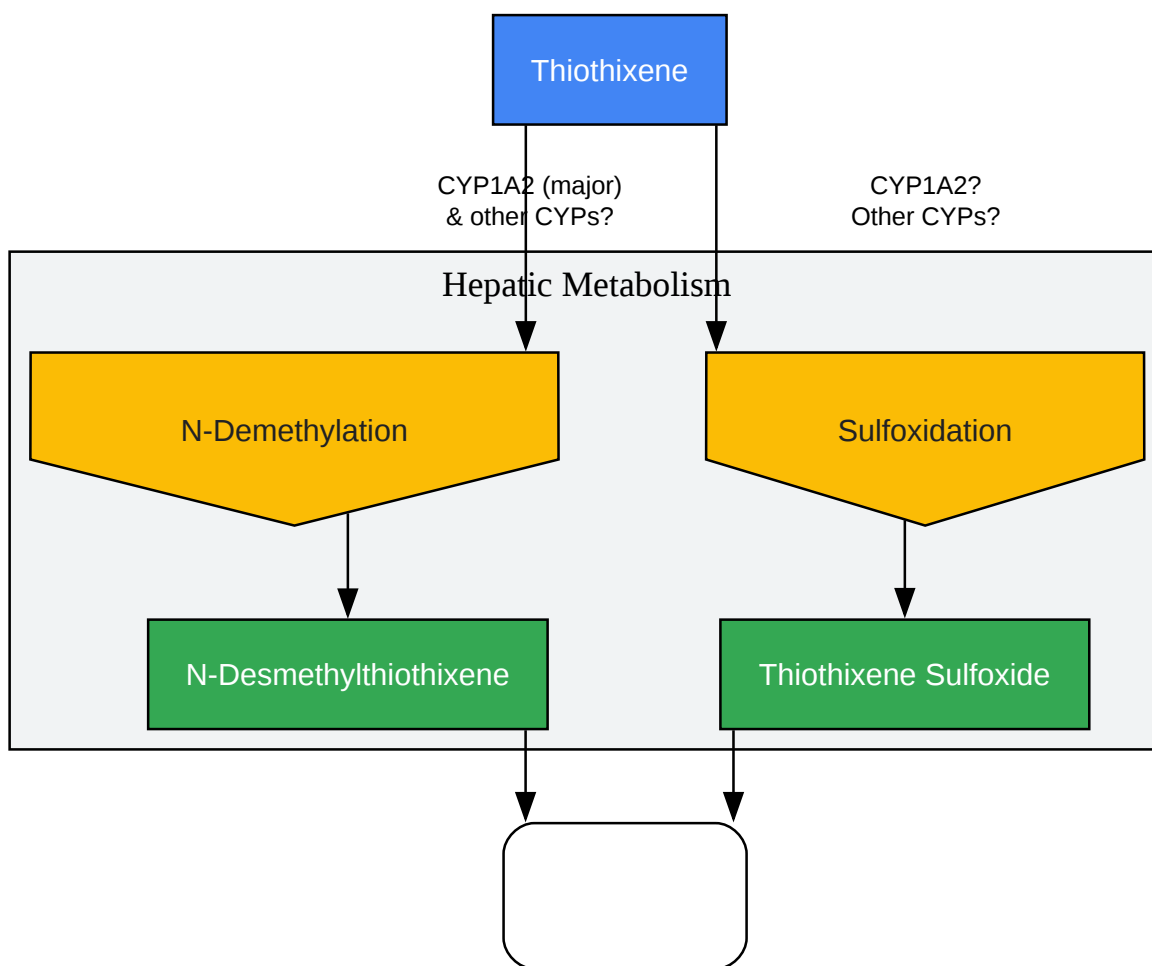 Thiothixene
CYP1A2 (major)
& other CYPs?
CYP1A2?
Other CYPs?
Hepatic Metabolism
N-Demethylation
Sulfoxidation
N-Desmethylthiothixene
Thiothixene Sulfoxide